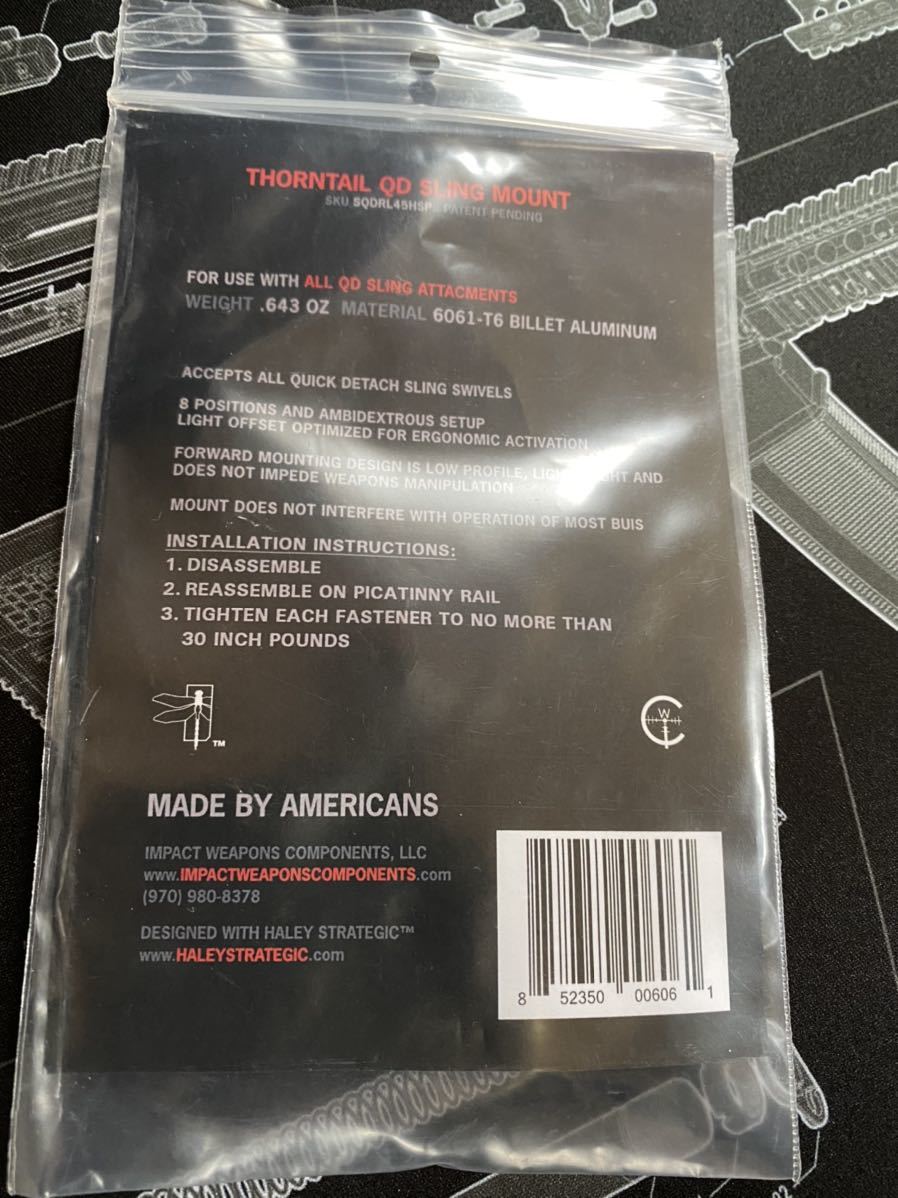 THORNTAIL QD SLING MOUNT
SKU SQDRL45HSP PATENT PENDING
FOR USE WITH ALL QD SLING ATTACMENTS
WEIGHT .643 OZ MATERIAL 6061-T6 BILLET ALUMINUM
ACCEPTS ALL QUICK DETACH SLING SWIVELS
8 POSITIONS AND AMBIDEXTROUS SETUP
LIGHT OFFSET OPTIMIZED FOR ERGONOMIC ACTIVATION
FORWARD MOUNTING DESIGN IS LOW PROFILE, LIGHTWEIGHT AND
DOES NOT IMPEDE WEAPONS MANIPULATION
MOUNT DOES NOT INTERFERE WITH OPERATION OF MOST BUIS
INSTALLATION INSTRUCTIONS:
1. DISASSEMBLE
2. REASSEMBLE ON PICATINNY RAIL
3. TIGHTEN EACH FASTENER TO NO MORE THAN
30 INCH POUNDS
TM
W
MADE BY AMERICANS
IMPACT WEAPONS COMPONENTS, LLC
www.IMPACTWEAPONSCOMPONENTS.com
(970) 980-8378
DESIGNED WITH HALEY STRATEGIC™
www.HALEYSTRATEGIC.com
8 52350 00606 1